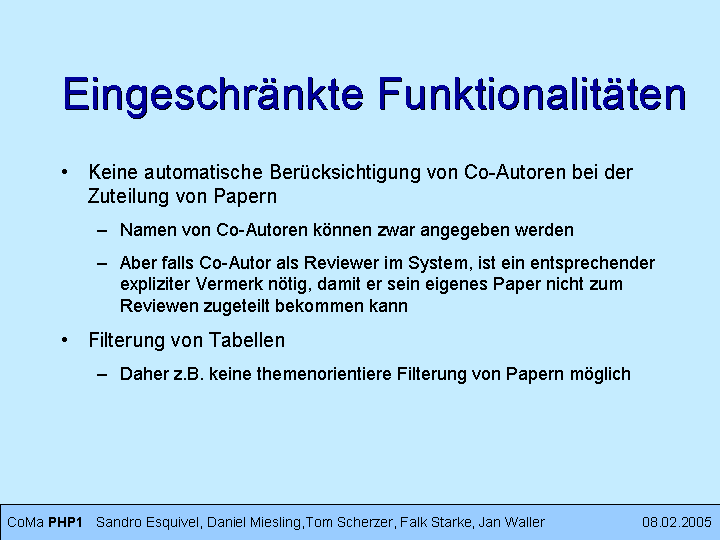 Eingeschränkte Funktionalitäten
• Keine automatische Berücksichtigung von Co-Autoren bei der
Zuteilung von Papern
– Namen von Co-Autoren können zwar angegeben werden
– Aber falls Co-Autor als Reviewer im System, ist ein entsprechender
expliziter Vermerk nötig, damit er sein eigenes Paper nicht zum
Reviewen zugeteilt bekommen kann
• Filterung von Tabellen
– Daher z.B. keine themenorientiere Filterung von Papern möglich
CoMa PHP1 Sandro Esquivel, Daniel Miesling,Tom Scherzer, Falk Starke, Jan Waller 08.02.2005